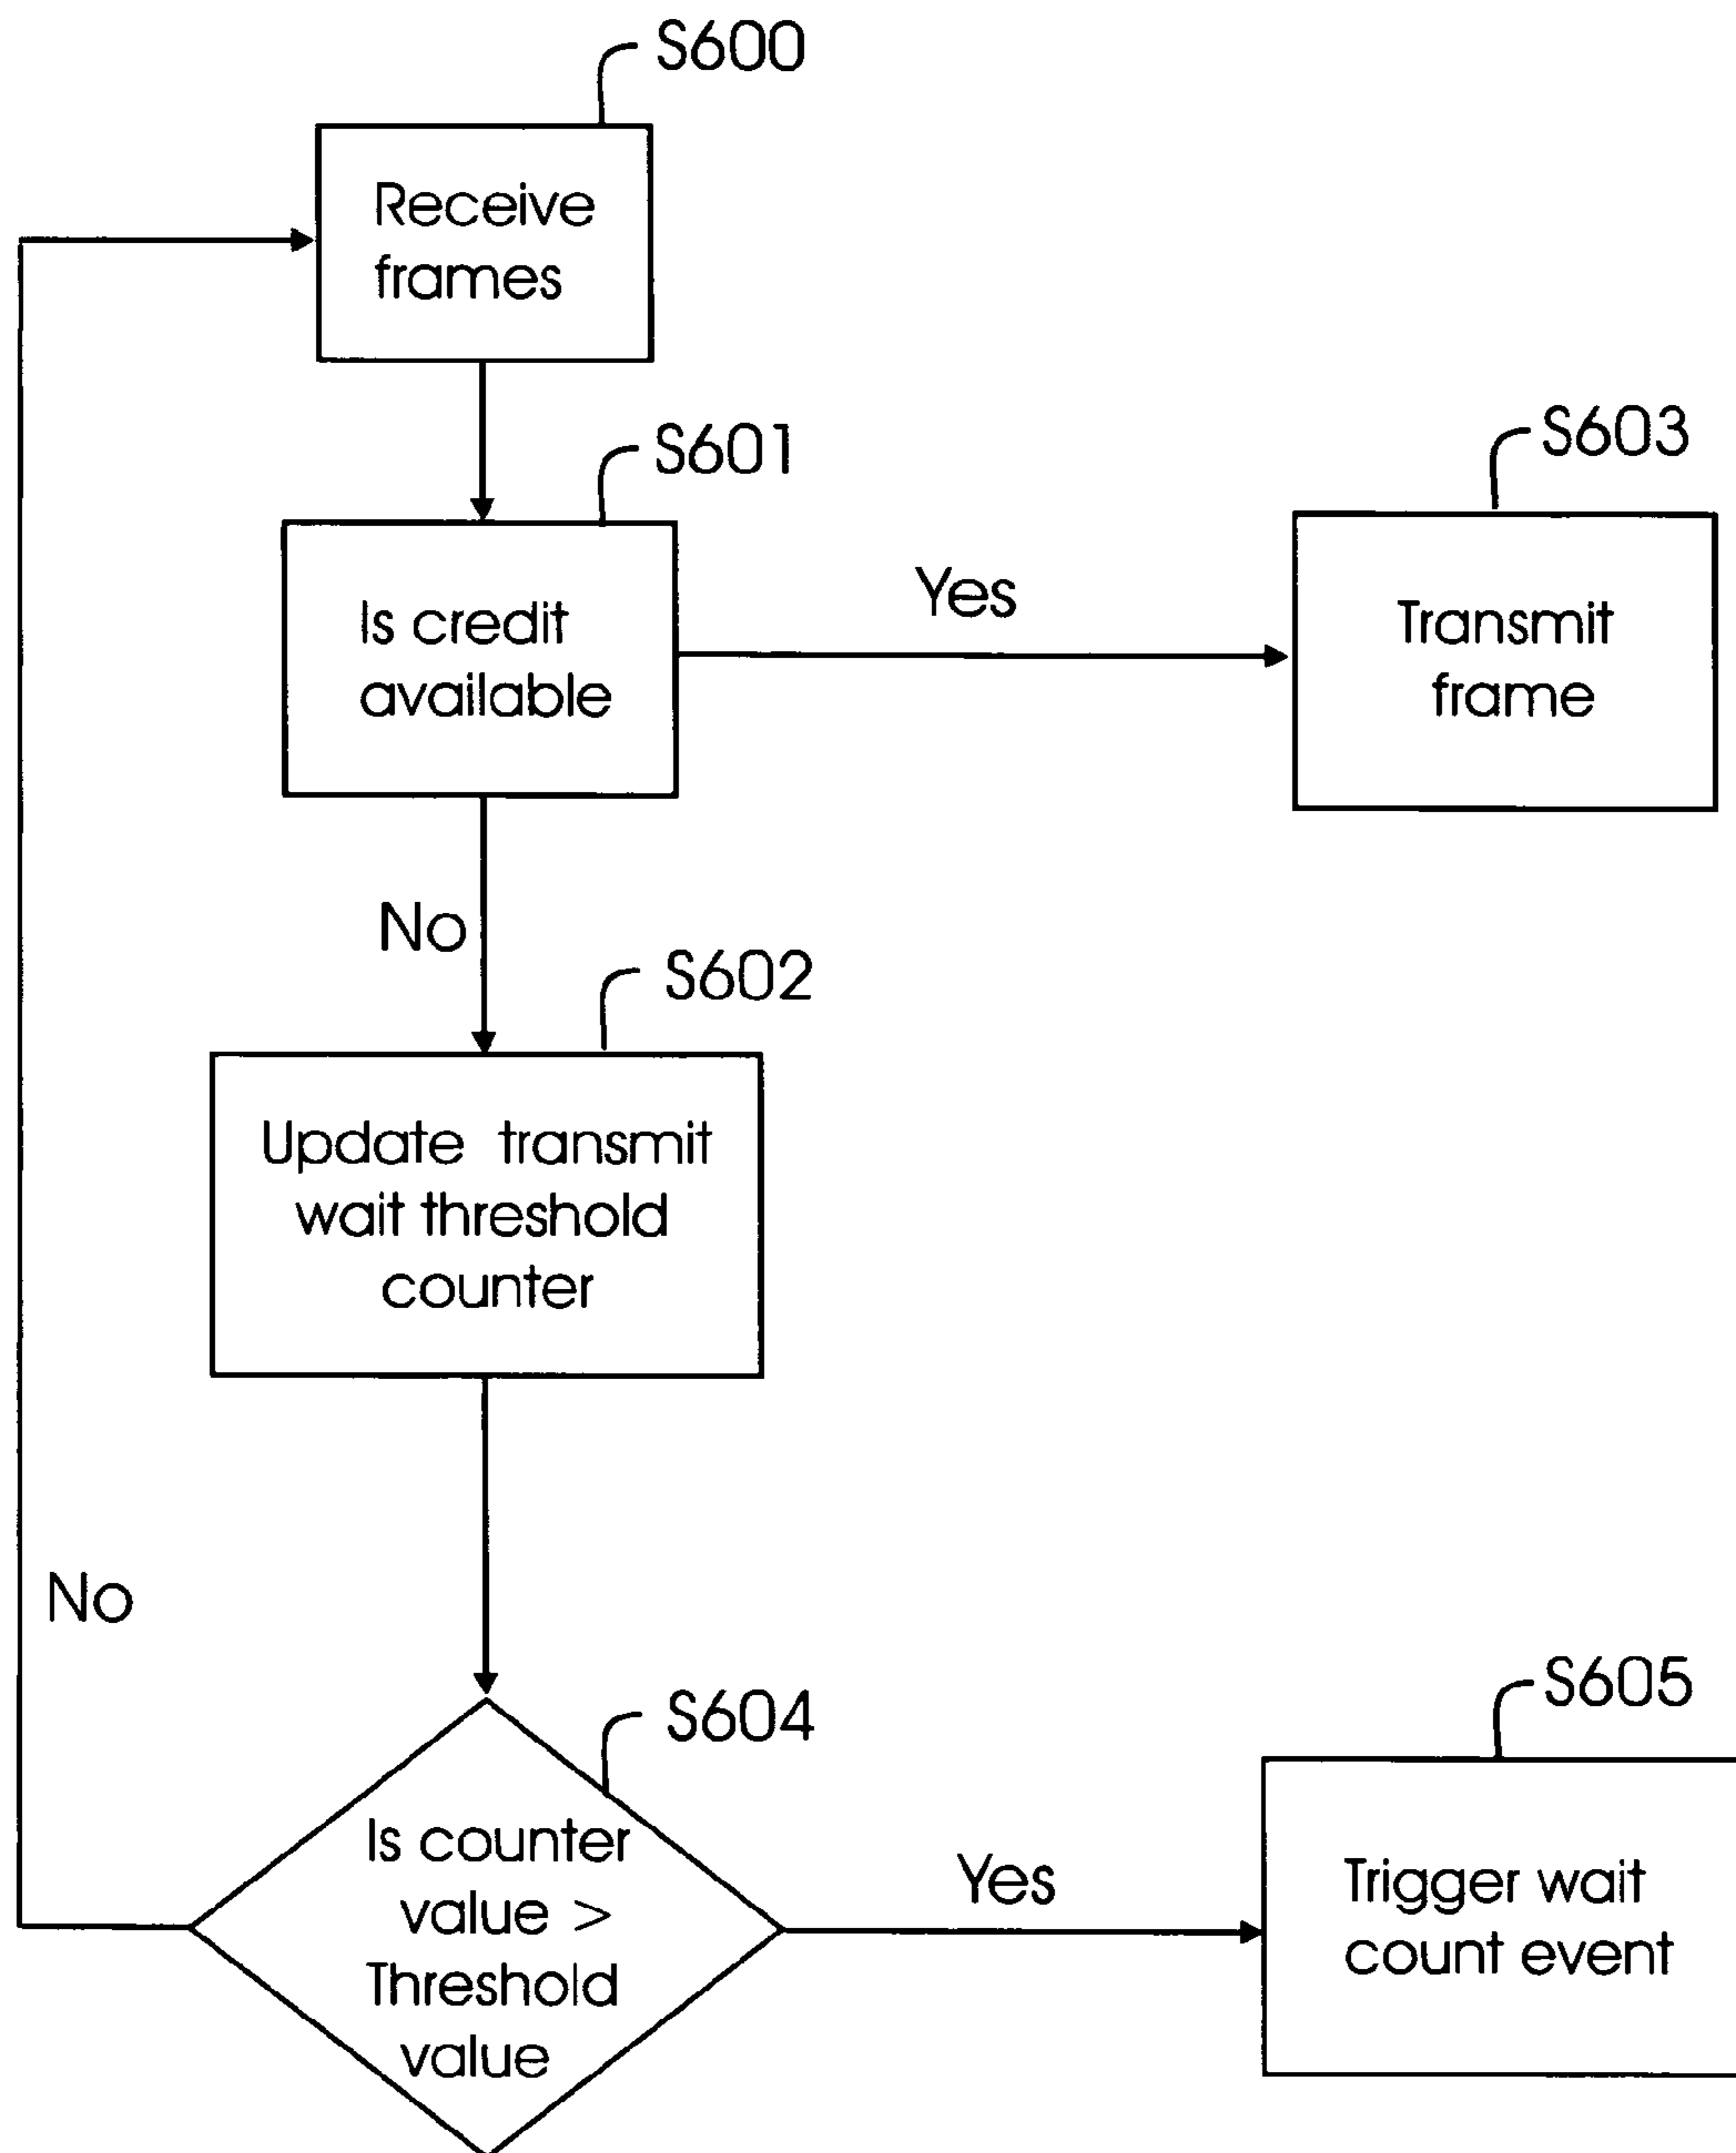 S600
Receive
frames
S601
Is credit
available
Yes
S603
Transmit
frame
No
S602
Update transmit
wait threshold
counter
No
S604
Is counter
value >
Threshold
value
Yes
S605
Trigger wait
count event